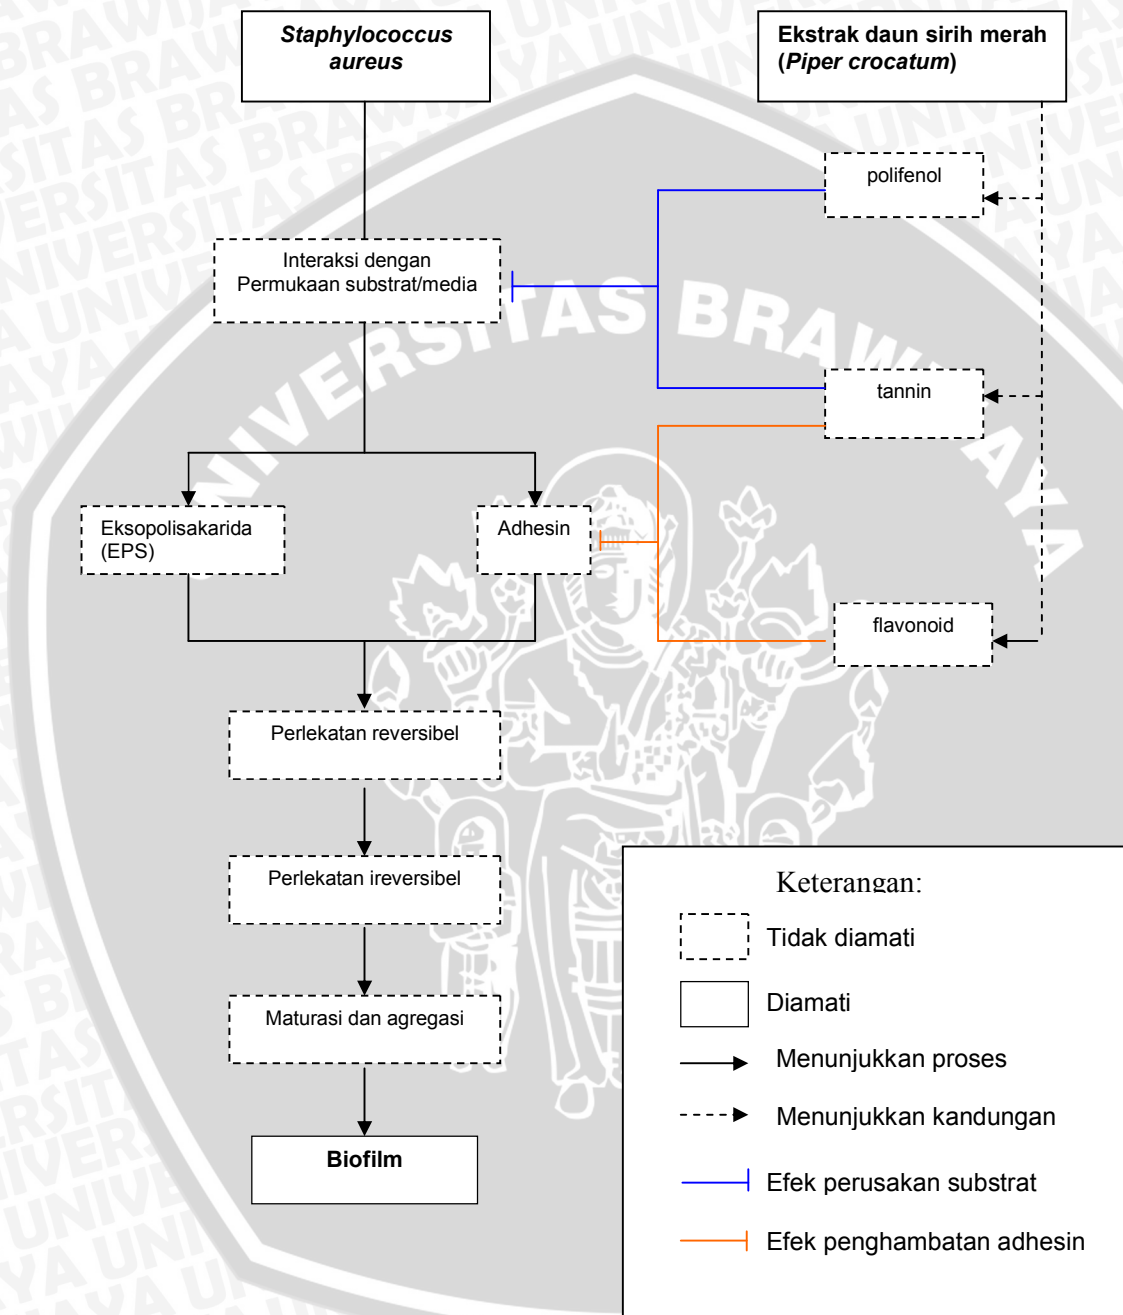 Staphylococcus
aureus
Ekstrak daun sirih merah
(Piper crocatum)
polifenol
Interaksi dengan
Permukaan substrat/media
tannin
Eksopolisakarida
(EPS)
Adhesin
flavonoid
Perlekatan reversibel
Perlekatan ireversibel
Maturasi dan agregasi
Biofilm
Keterangan:
Tidak diamati
Diamati
Menunjukkan proses
Menunjukkan kandungan
Efek perusakan substrat
Efek penghambatan adhesin
UNIVERSITAS BRAWIJAYA